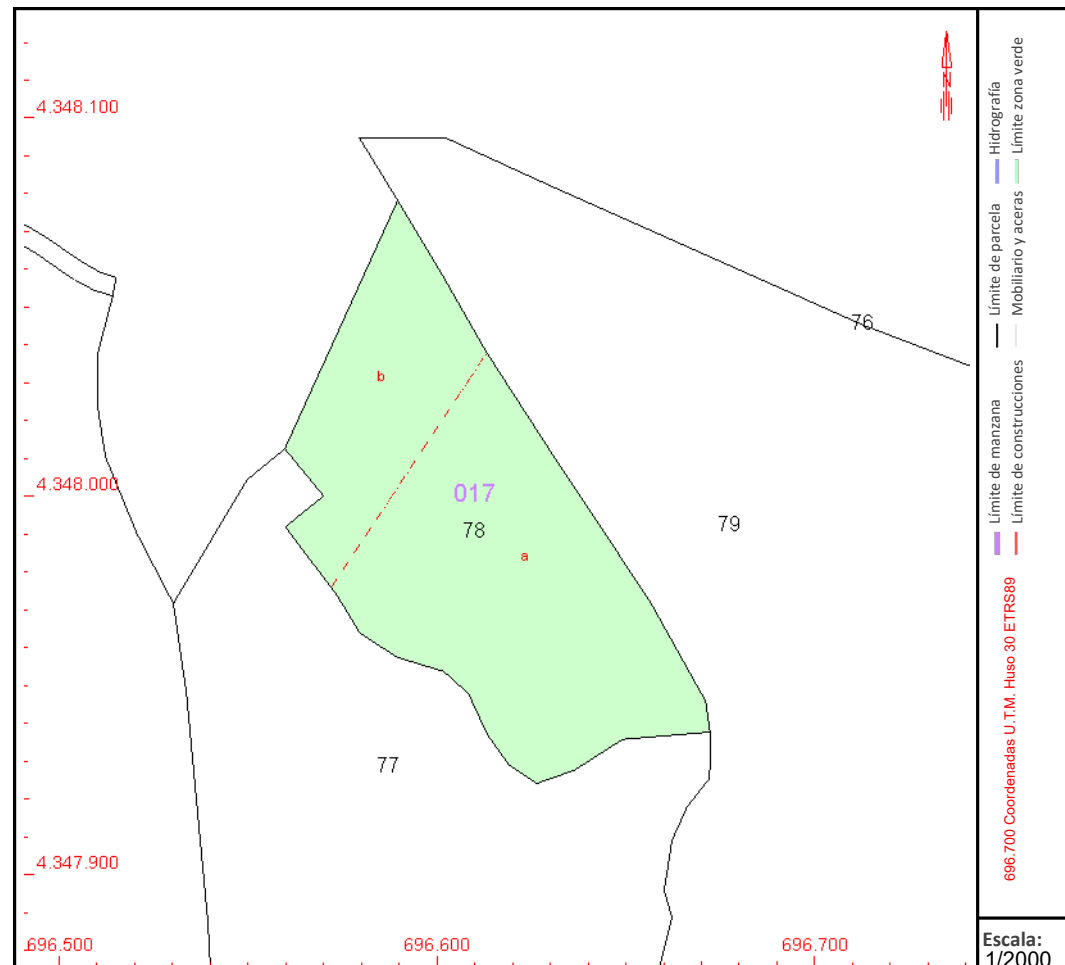 4.348.100
76
b
4.348.000
017
79
78
a
77
4.347.900
696.500
696.600
696.700
N
Límite de manzana
Límite de parcela
Hidrografía
Límite de construcciones
Mobiliario y aceras
Límite zona verde
696.700 Coordenadas U.T.M. Huso 30 ETRS89
Escala:
1/2000